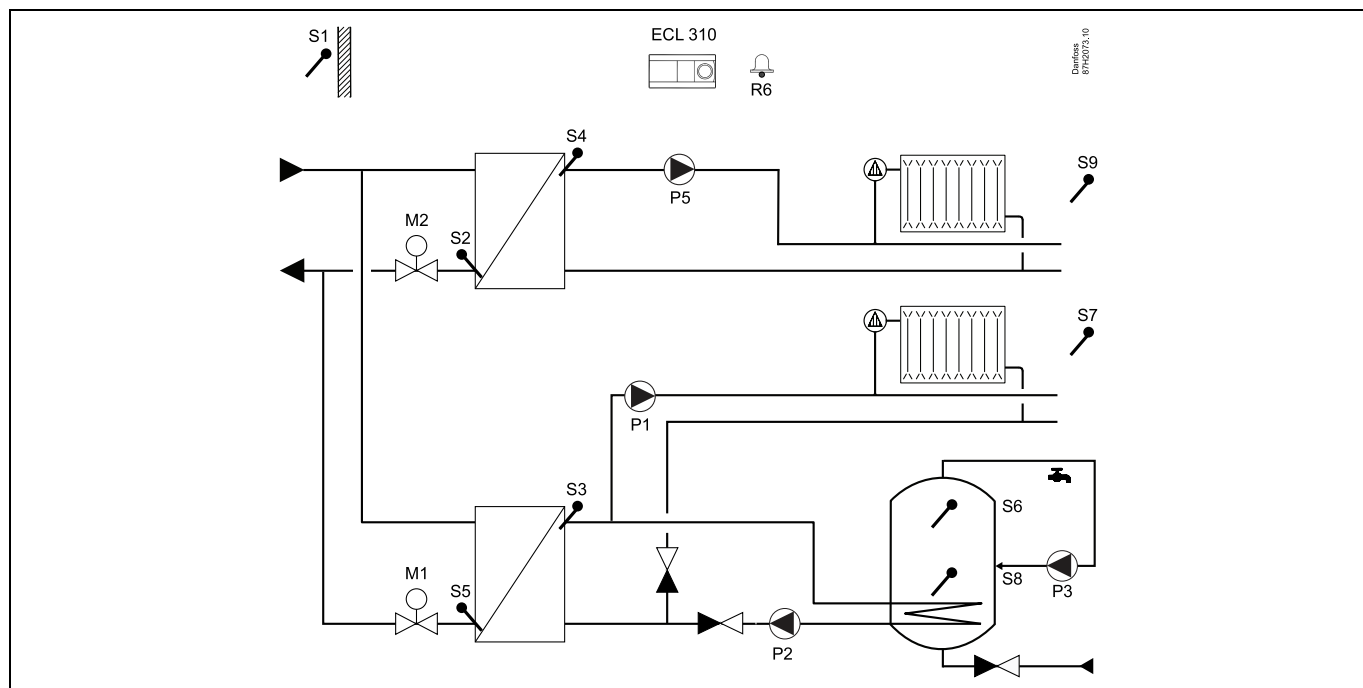 S1
ECL 310
R6
Danfoss
87H2073.10
S4
P5
S9
M2
S2
S7
P1
S3
S6
M1
S5
S8
P3
P2